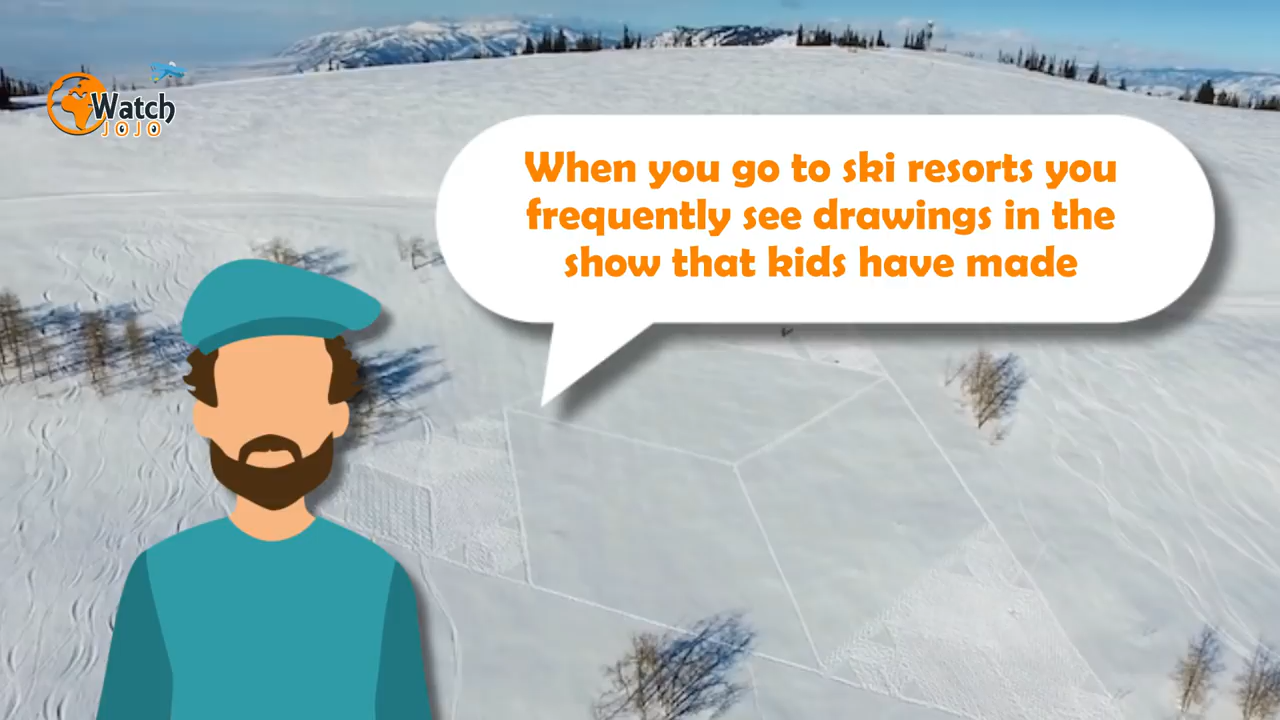 Watch
JOJO
When you go to ski resorts you
frequently see drawings in the
show that kids have made